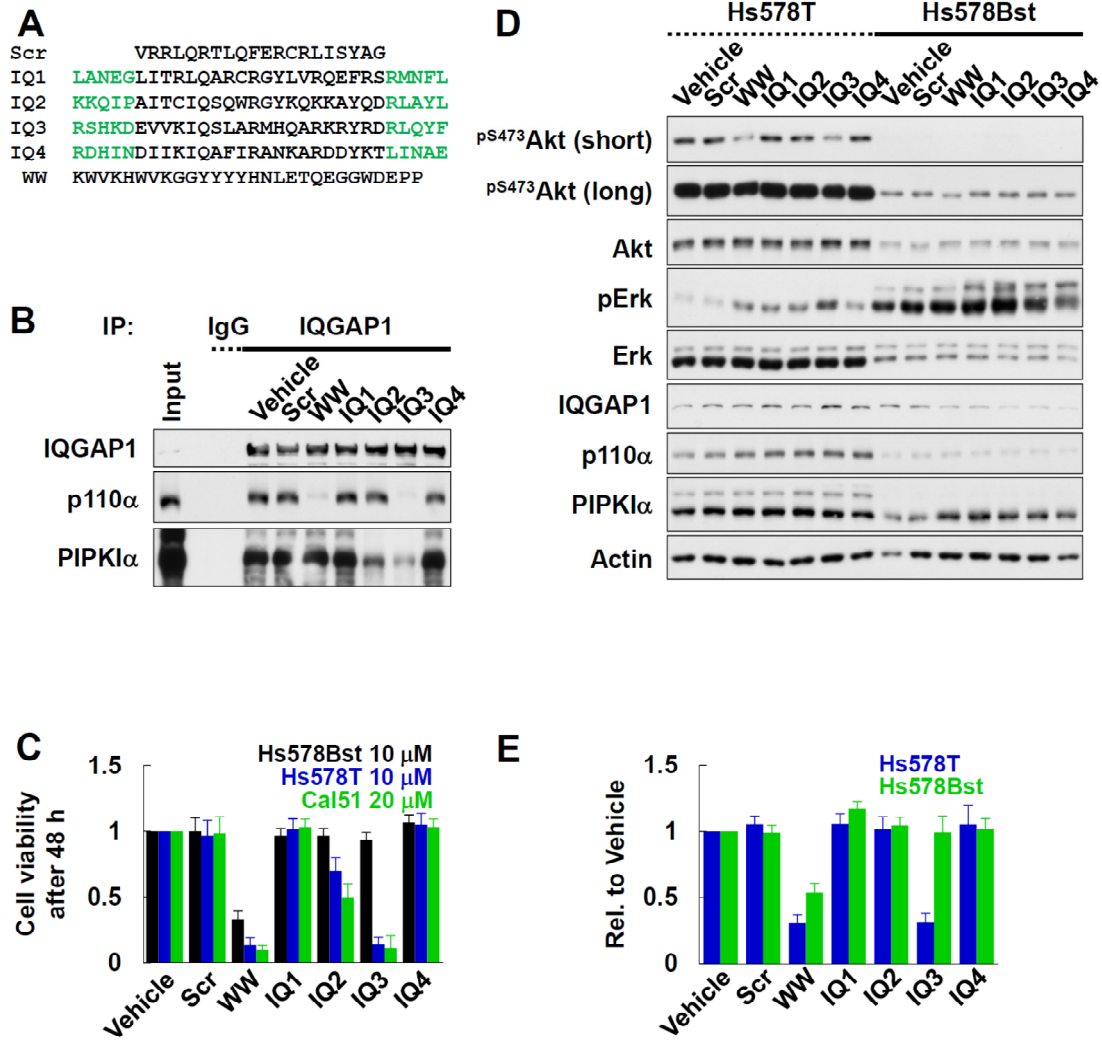 A
Scr VRRLQRTLQFERCRLISYAG
IQ1 LANEGLITRLQARCRGYLVRQEFRSRMNFL
IQ2 KKQIPAITCIQSQWRGYKQKKAYQDRLAYL
IQ3 RSHKDEVVKIQSLARMHQARKRYRDRLQYF
IQ4 RDHINDIIKIQAFIRANKARDDYKTLINAE
WW KWVKHWVKGGYYYYHNLETQEGGWDEPP
B
IP: IgG IQGAP1
Input Vehicle Scr WW IQ1 IQ2 IQ3 IQ4
IQGAP1
p110α
PIPKIα
C
Hs578Bst 10 μM
Hs578T 10 μM
Cal51 20 μM
Cell viability
after 48 h
1.5
1
0.5
0
Vehicle Scr WW IQ1 IQ2 IQ3 IQ4
D
Hs578T Hs578Bst
Vehicle Scr WW IQ1 IQ2 IQ3 IQ4 Vehicle Scr WW IQ1 IQ2 IQ3 IQ4
pS473Akt (short)
pS473Akt (long)
Akt
pErk
Erk
IQGAP1
p110α
PIPKIα
Actin
E
Hs578T
Hs578Bst
Rel. to Vehicle
1.5
1
0.5
0
Vehicle Scr WW IQ1 IQ2 IQ3 IQ4